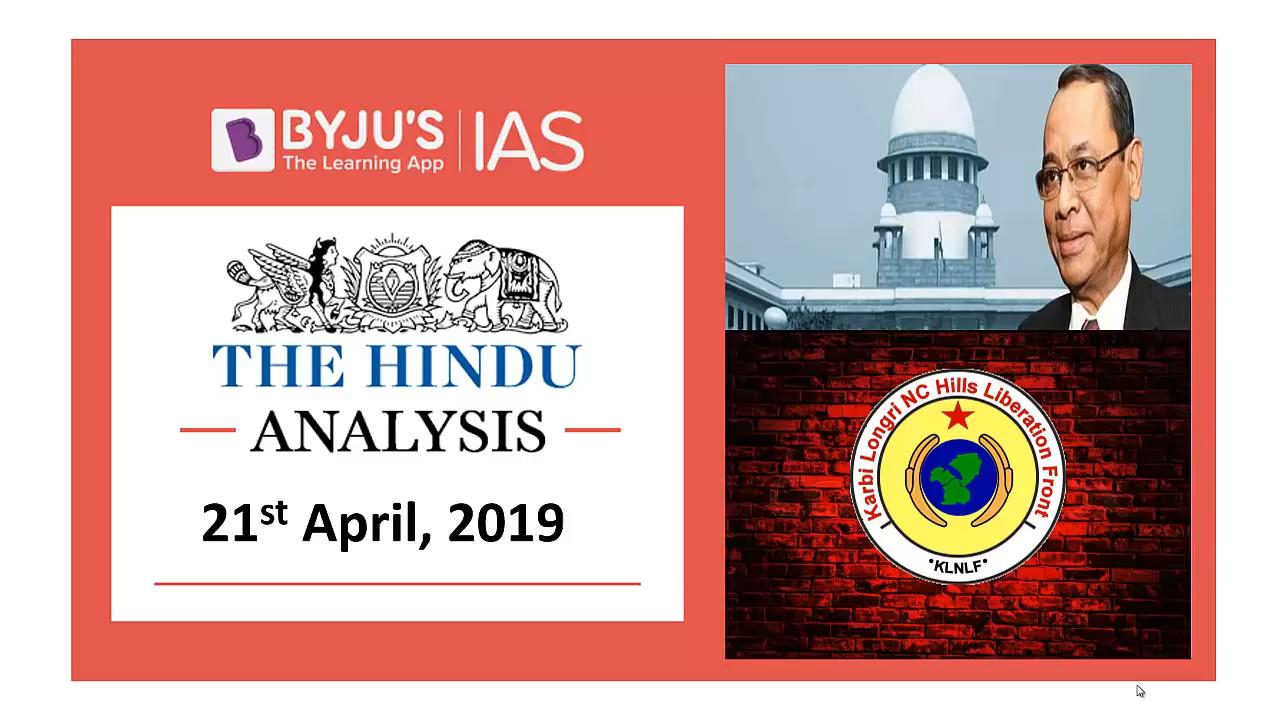 BYJU'S
The Learning App
IAS
THE HINDU
ANALYSIS
21st April, 2019
Karbi Longri NC Hills Liberation Front
•KLNLF•